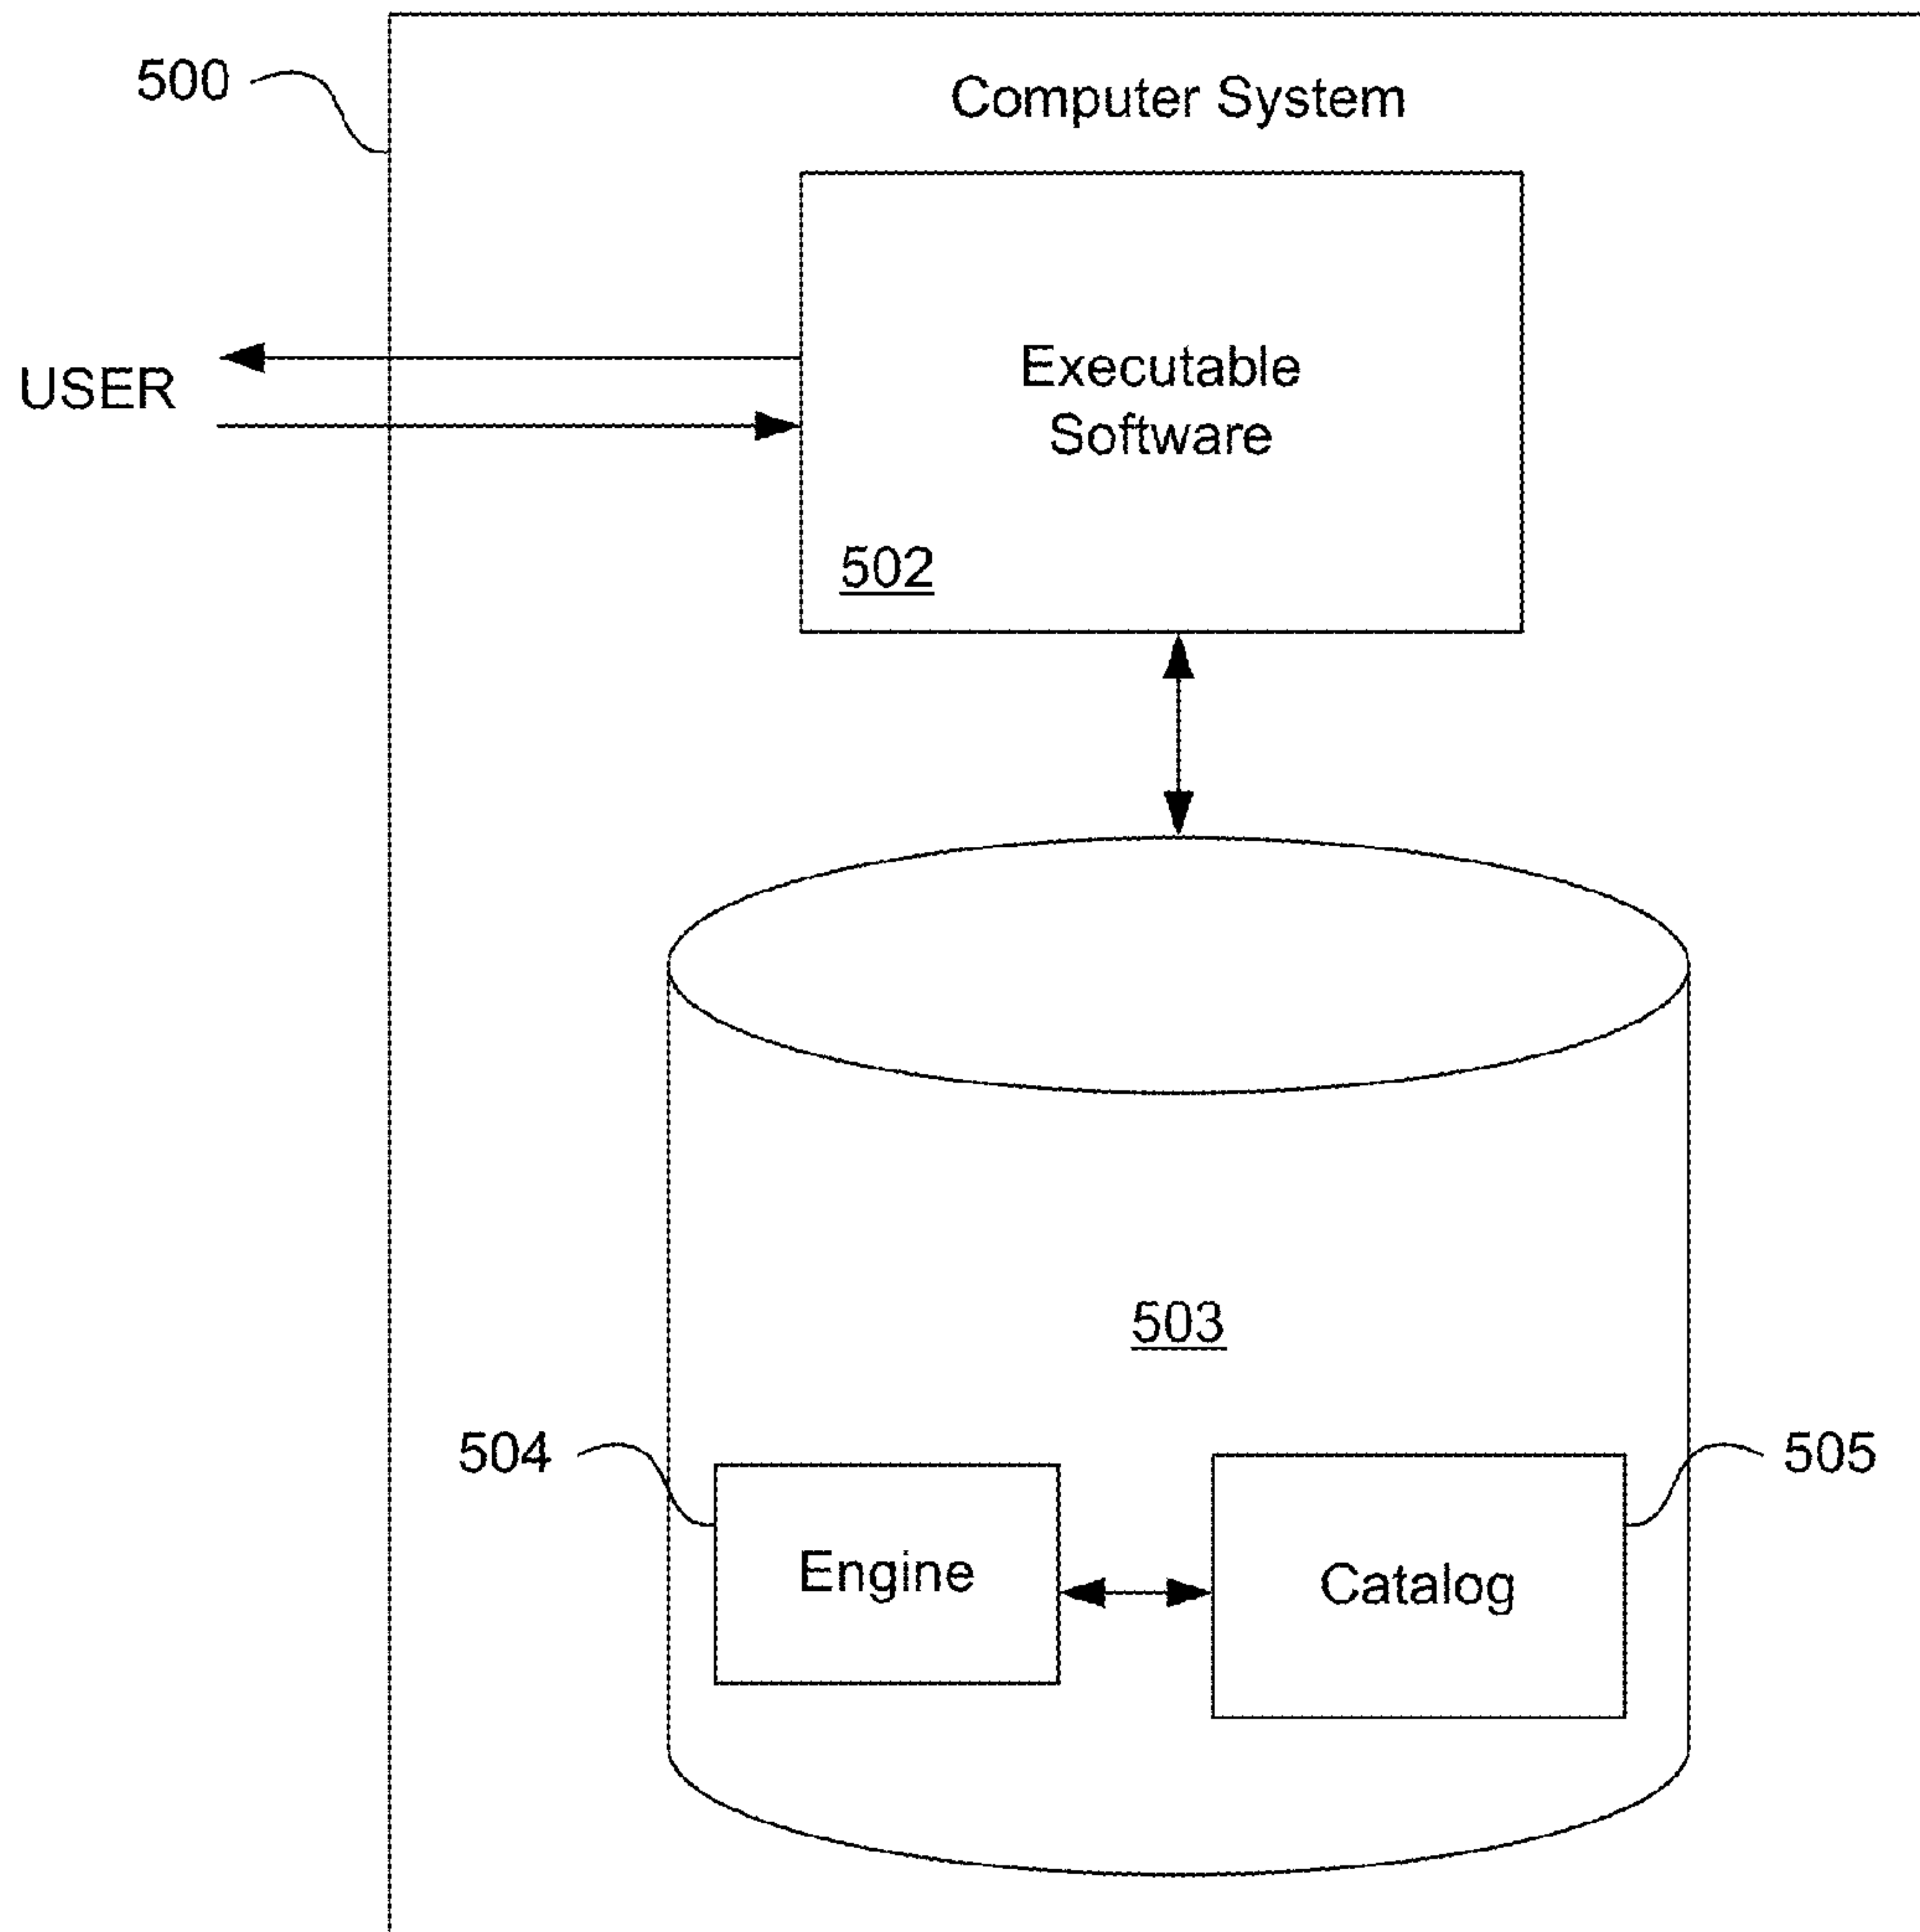 500
Computer System
USER
Executable
Software
502
503
504
505
Engine
Catalog